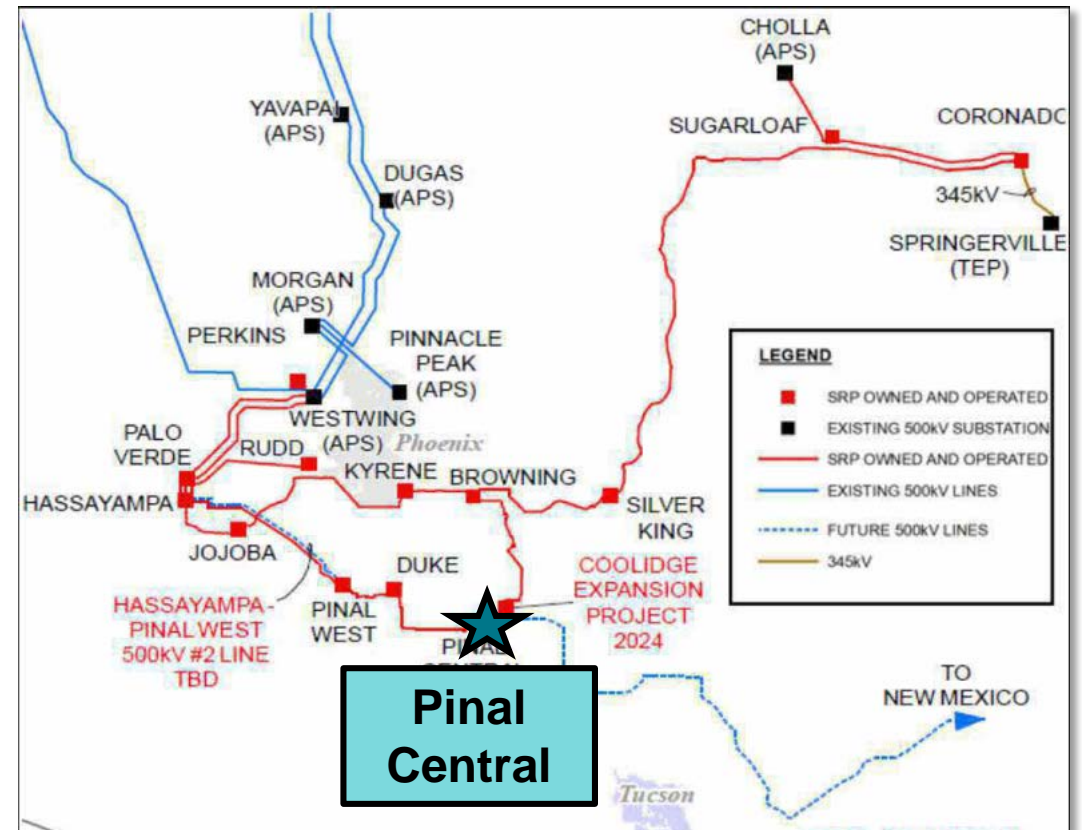 CHOLLA
(APS)
YAVAPAI
(APS)
SUGARLOAF
CORONADO
DUGAS
(APS)
345kV
SPRINGERVILLE
(TEP)
MORGAN
(APS)
PERKINS
PINNACLE
PEAK
(APS)
LEGEND
SRP OWNED AND OPERATED
EXISTING 500kV SUBSTATION
SRP OWNED AND OPERATED
EXISTING 500kV LINES
FUTURE 500kV LINES
345kV
WESTWING
(APS)
Phoenix
PALO
VERDE
RUDD
KYRENE
BROWNING
HASSAYAMPA
SILVER
KING
JOJOBA
DUKE
COOLIDGE
EXPANSION
PROJECT
2024
HASSAYAMPA -
PINAL WEST
500kV #2 LINE
TBD
PINAL
WEST
PINAL
TO
NEW MEXICO
Pinal
Central
Tucson